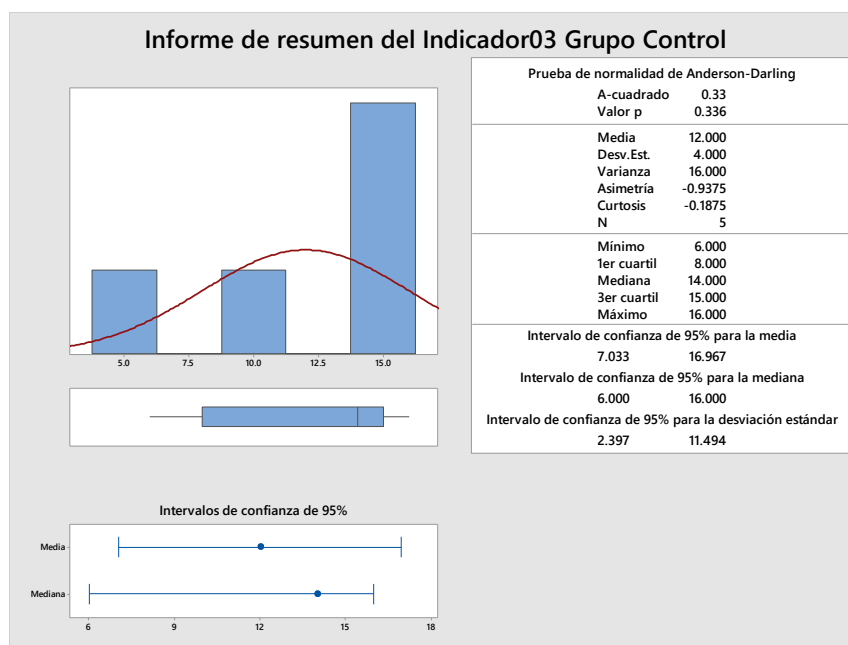 Informe de resumen del Indicador03 Grupo Control
5.0 7.5 10.0 12.5 15.0
Intervalos de confianza de 95%
Media
Mediana
6 9 12 15 18
Prueba de normalidad de Anderson-Darling
A-cuadrado 0.33
Valor p 0.336
Media 12.000
Desv.Est. 4.000
Varianza 16.000
Asimetría -0.9375
Curtosis -0.1875
N 5
Mínimo 6.000
1er cuartil 8.000
Mediana 14.000
3er cuartil 15.000
Máximo 16.000
Intervalo de confianza de 95% para la media
7.033 16.967
Intervalo de confianza de 95% para la mediana
6.000 16.000
Intervalo de confianza de 95% para la desviación estándar
2.397 11.494